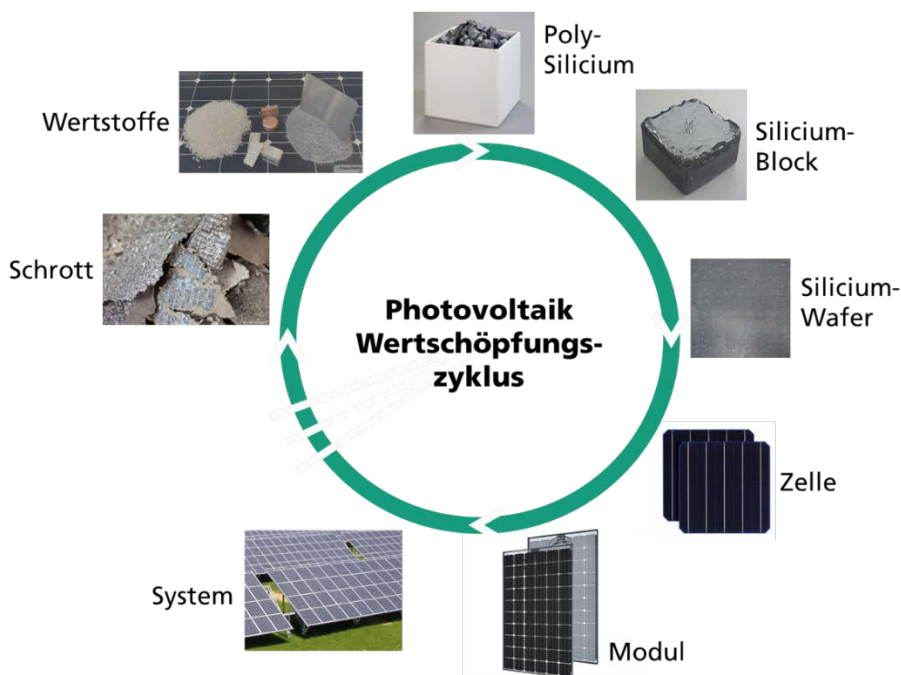 Poly-
Silicium
Silicium-
Block
Silicium-
Wafer
Zelle
Modul
System
Schrott
Wertstoffe
Photovoltaik
Wertschöpfungs-
zyklus